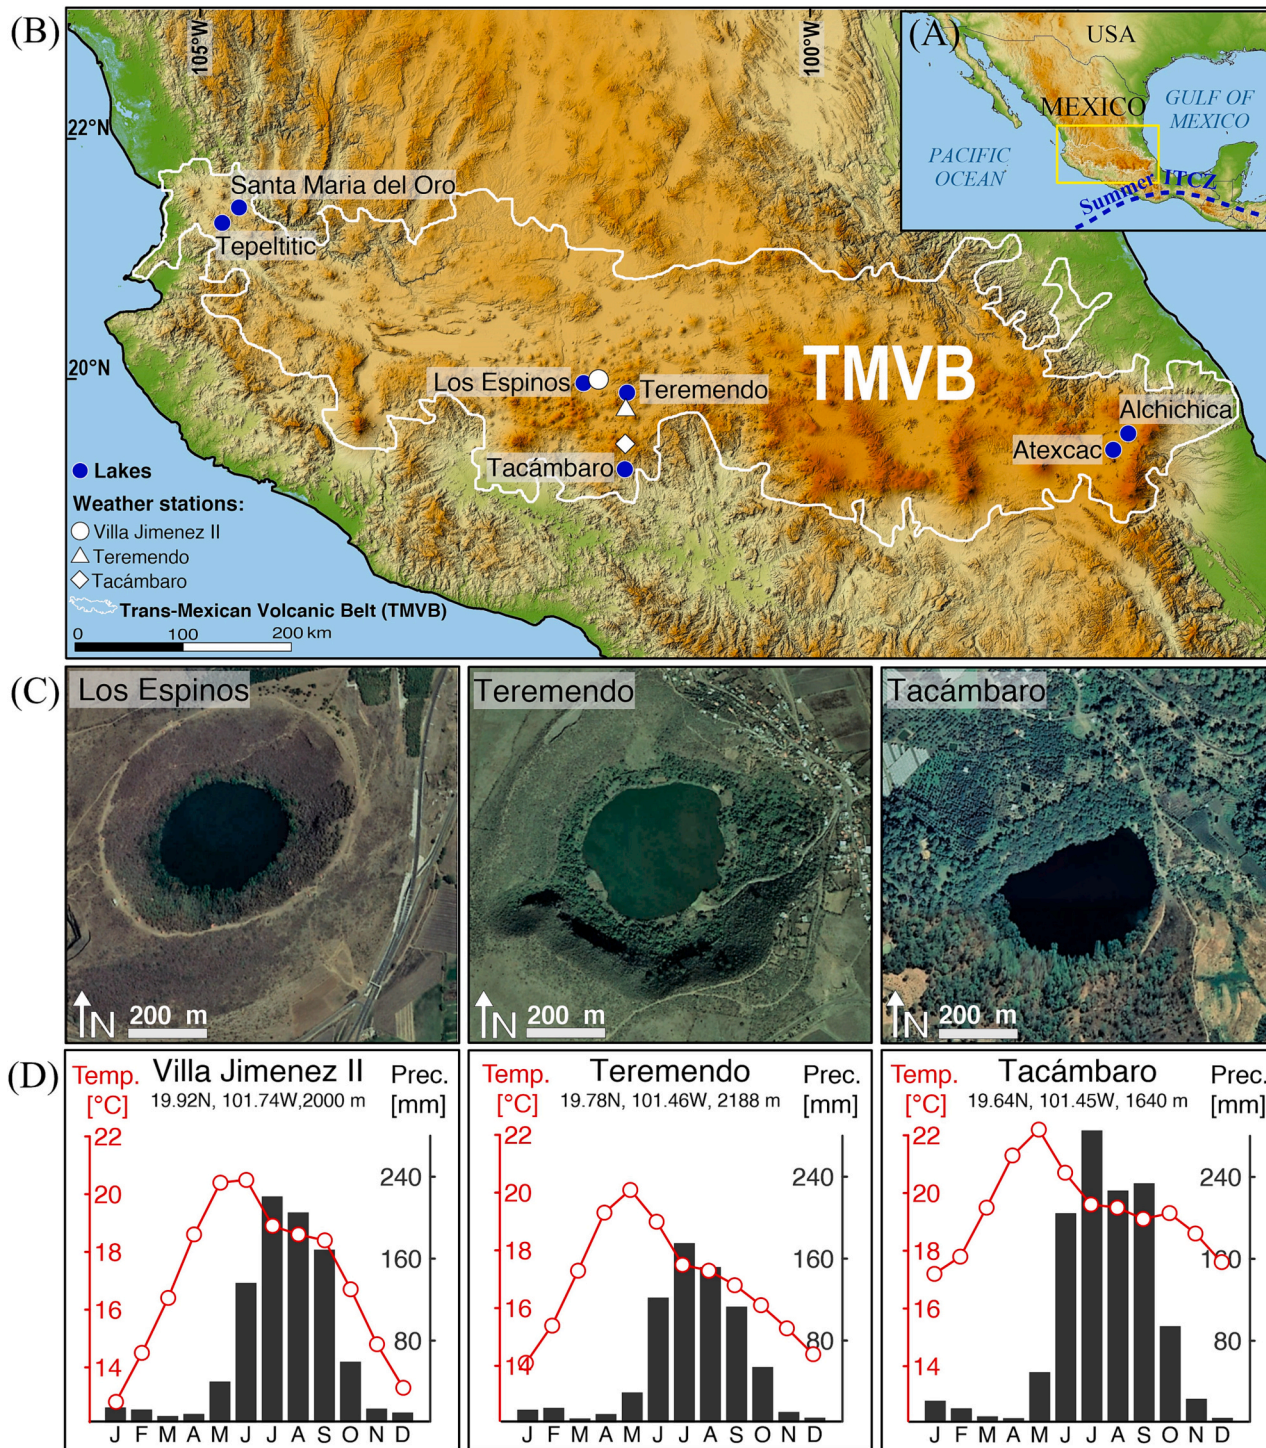 (B)
105°W
100°W
(A)
USA
MEXICO
GULF OF
MEXICO
PACIFIC
OCEAN
Summer ITCZ
22°N
20°N
Santa Maria del Oro
Tepeltitic
Los Espinos
Teremendo
Tacámbaro
TMVB
Alchichica
Atexcac
Lakes
Weather stations:
Villa Jimenez II
Teremendo
Tacámbaro
Trans-Mexican Volcanic Belt (TMVB)
0 100 200 km
(C)
Los Espinos
N
200 m
Teremendo
N
200 m
Tacámbaro
N
200 m
(D)
Temp.
[°C]
Villa Jimenez II
19.92N, 101.74W,2000 m
Prec.
[mm]
22
20
18
16
14
240
160
80
J F M A M J J A S O N D
Temp.
[°C]
Teremendo
19.78N, 101.46W, 2188 m
Prec.
[mm]
22
20
18
16
14
240
160
80
J F M A M J J A S O N D
Temp.
[°C]
Tacámbaro
19.64N, 101.45W, 1640 m
Prec.
[mm]
22
20
18
16
14
240
160
80
J F M A M J J A S O N D